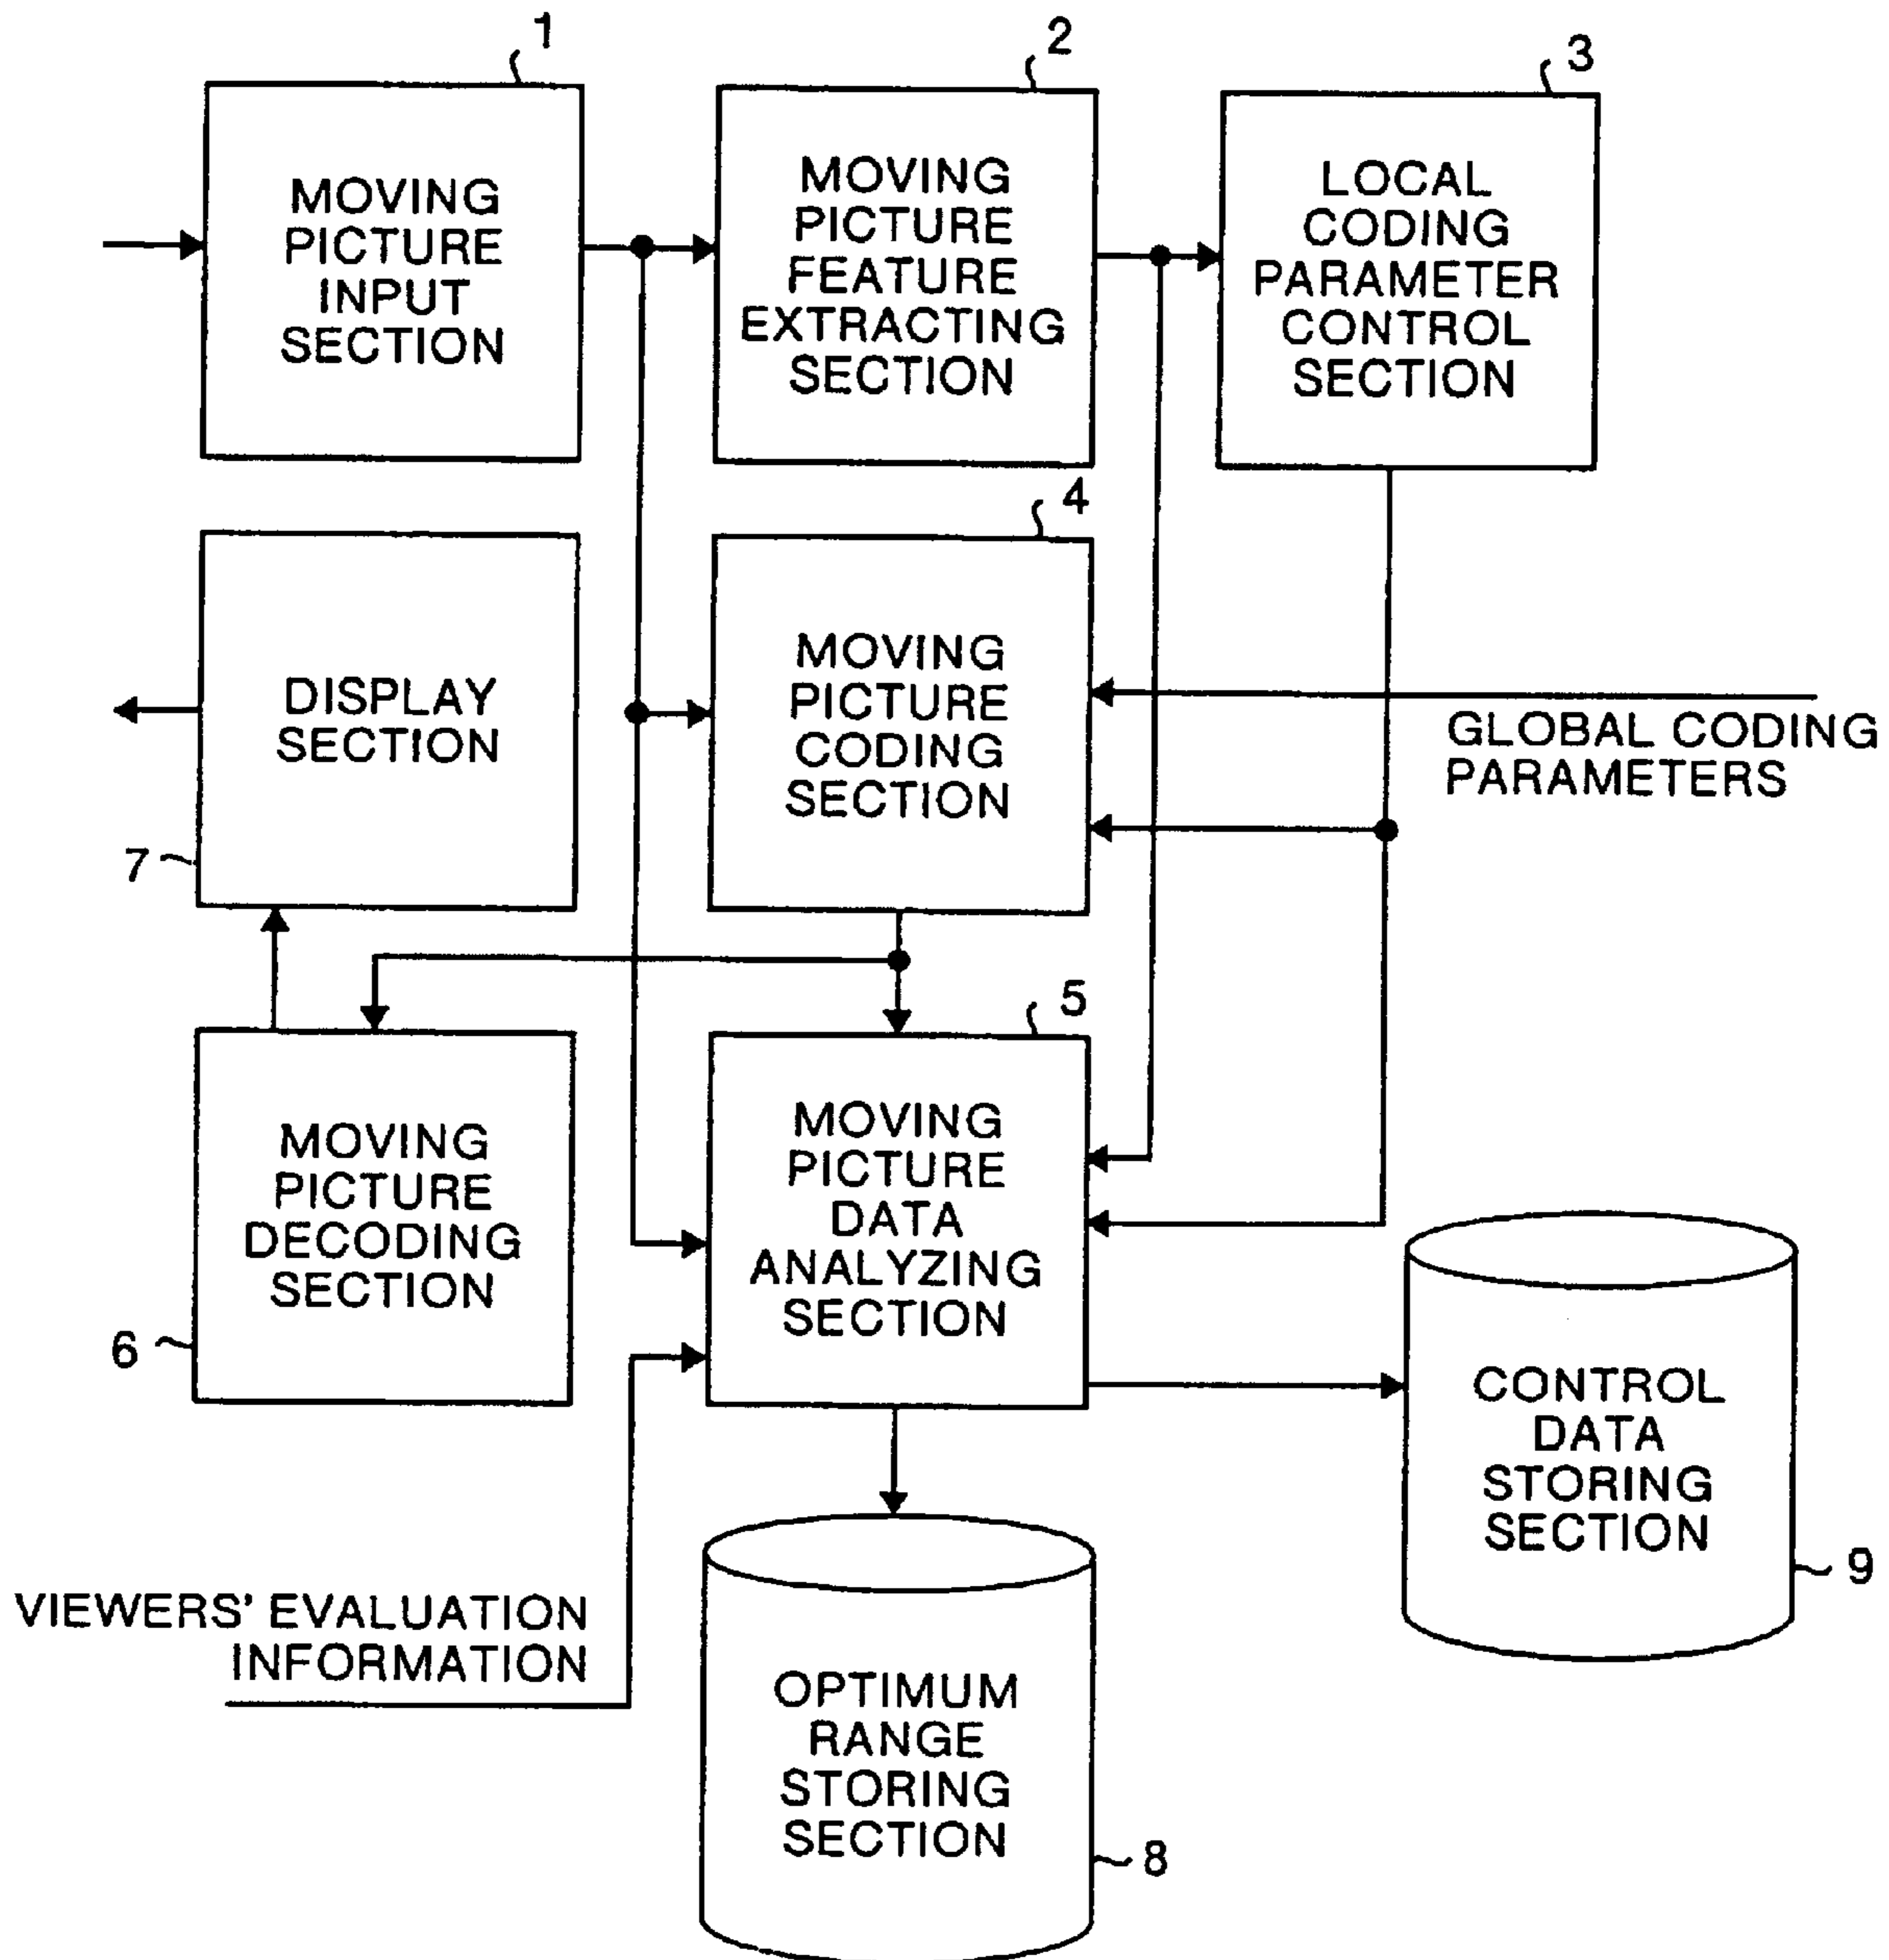 1
MOVING
PICTURE
INPUT
SECTION
2
MOVING
PICTURE
FEATURE
EXTRACTING
SECTION
3
LOCAL
CODING
PARAMETER
CONTROL
SECTION
7
DISPLAY
SECTION
4
MOVING
PICTURE
CODING
SECTION
GLOBAL CODING
PARAMETERS
6
MOVING
PICTURE
DECODING
SECTION
5
MOVING
PICTURE
DATA
ANALYZING
SECTION
CONTROL
DATA
STORING
SECTION
9
VIEWERS' EVALUATION
INFORMATION
OPTIMUM
RANGE
STORING
SECTION
8